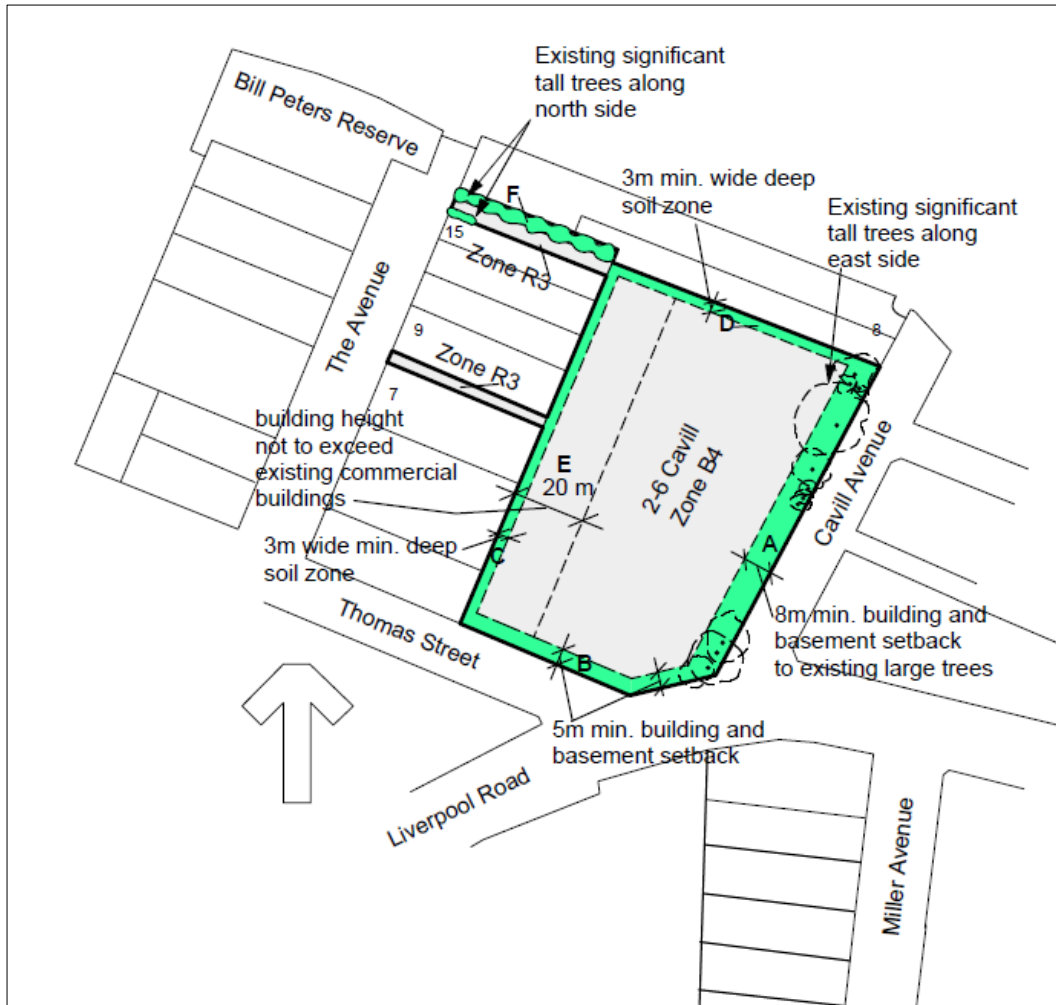 Existing significant
tall trees along
north side
Bill Peters Reserve
3m min. wide deep
soil zone
Existing significant
tall trees along
east side
F
15
Zone R3
The Avenue
D
8
9
Zone R3
7
building height
not to exceed
existing commercial
buildings
E
20 m
2-6 Cavill
Zone B4
Cavill Avenue
A
3m wide min. deep
soil zone
C
Thomas Street
B
8m min. building and
basement setback
to existing large trees
5m min. building and
basement setback
Liverpool Road
Miller Avenue